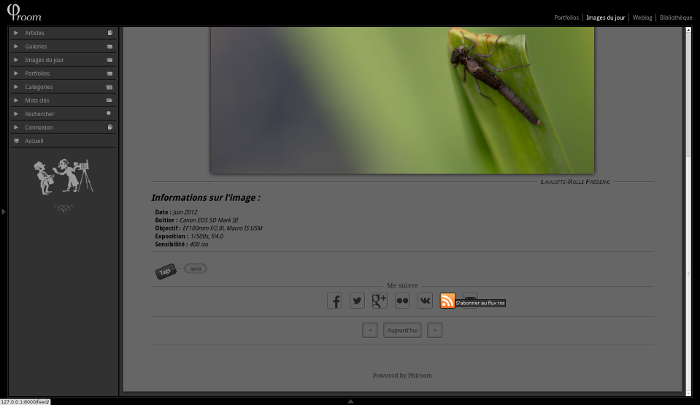 φroom
Portfolios
Images du jour
Weblog
Bibliothèque
Articles
Galeries
Images du jour
Portfolios
Catégories
Mots clés
Rechercher
Connexion
Accueil
Laulotte-Rolle Frédéric
Informations sur l'image :
Date : Juin 2012
Boîtier : Canon EOS 5D Mark III
Objectif : EF100mm f/2.8L Macro IS USM
Exposition : 1/500s, f/4.0
Sensibilité : 400 iso
Tags
Me suivre
S'abonner au flux rss
«
Aujourd'hui
»
Powered by Phiroom
127.0.0.1:8000/feed/